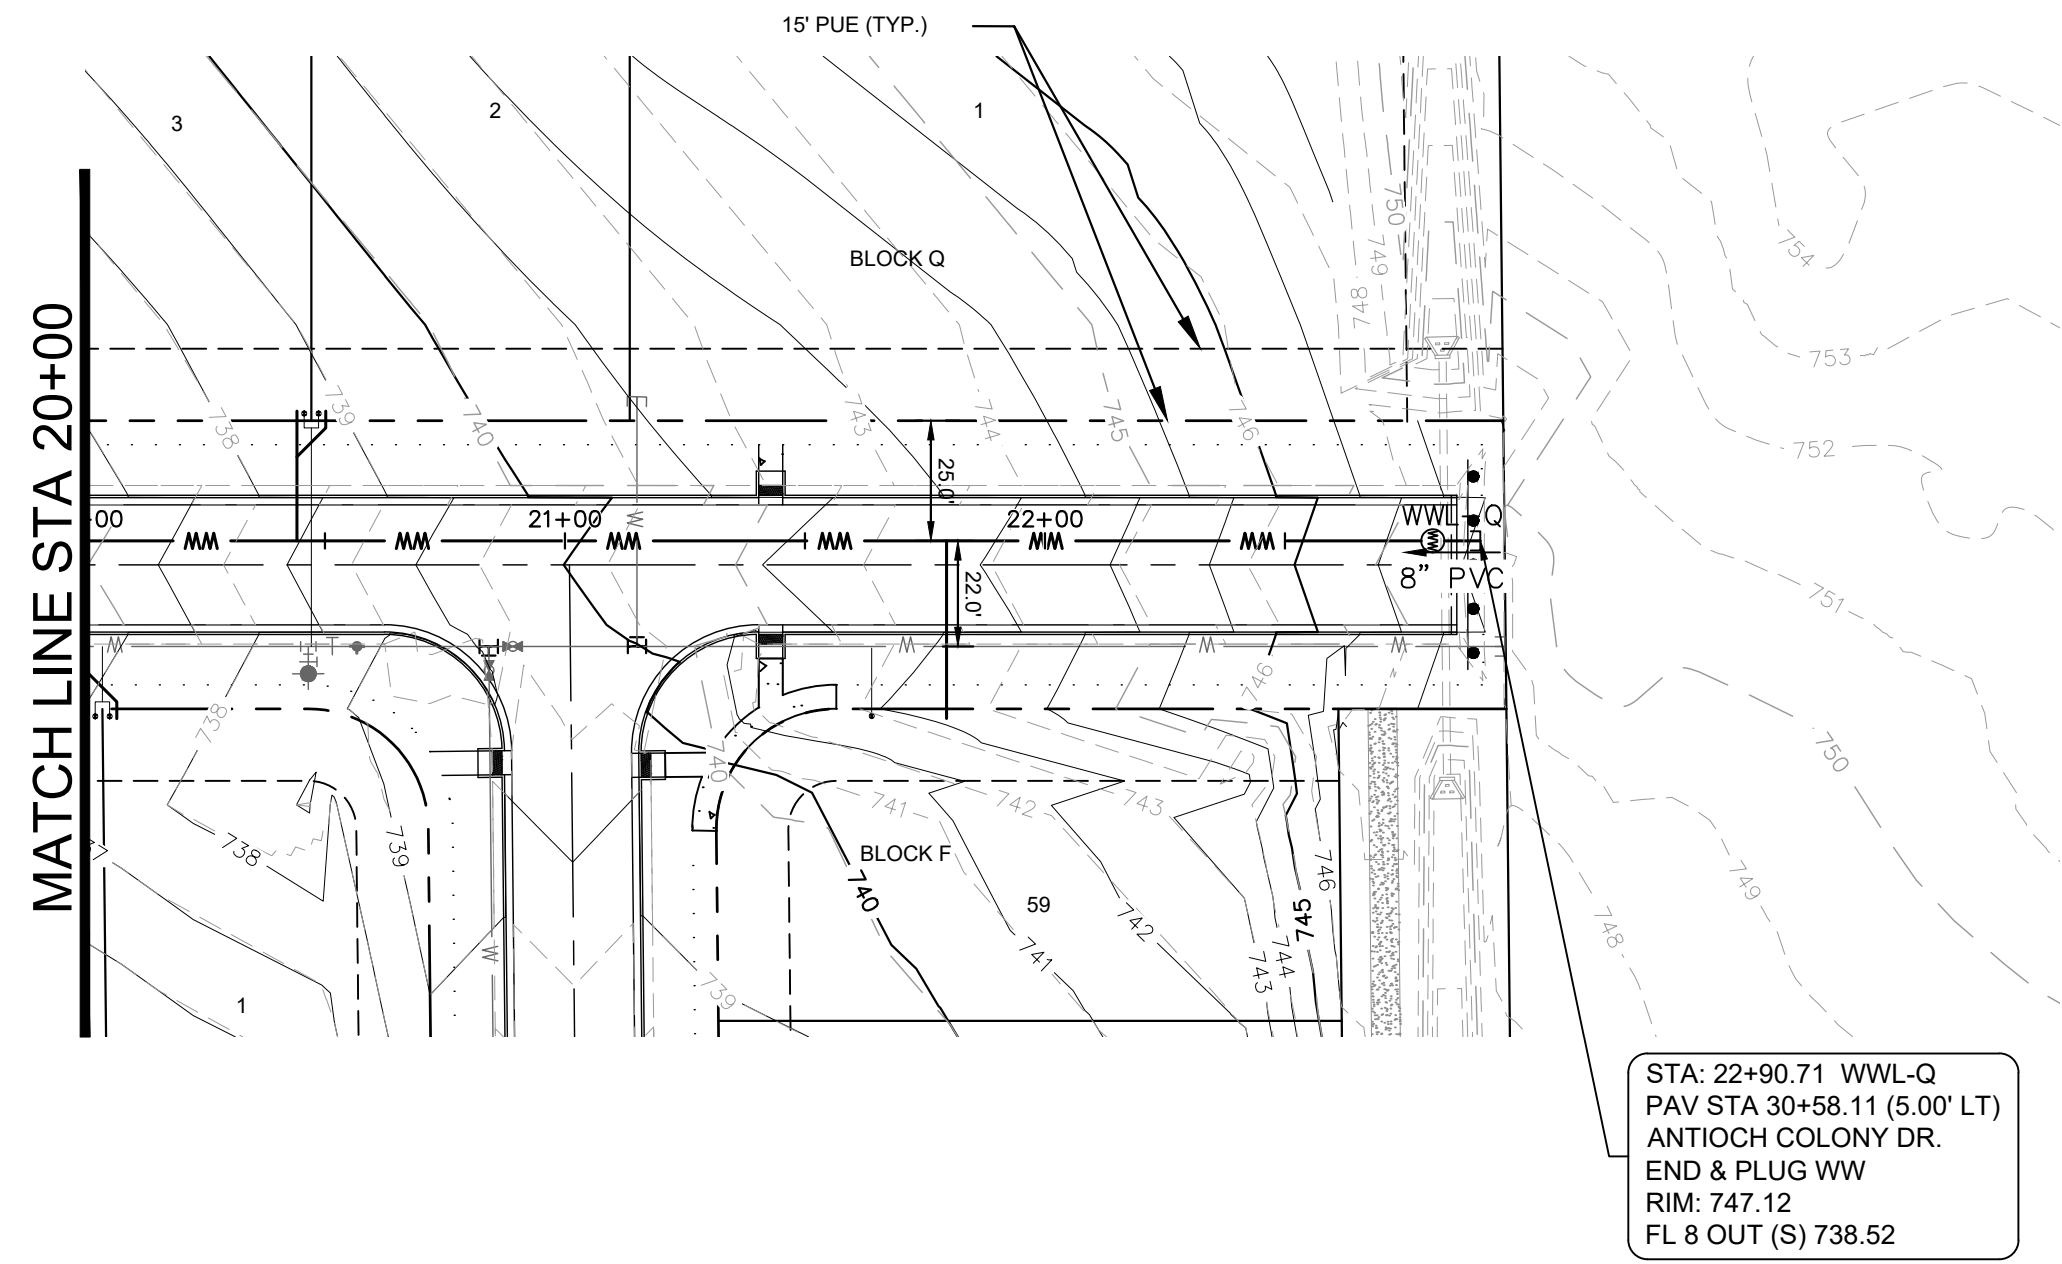 15' PUE (TYP.)
3
2
1
BLOCK Q
MATCH LINE STA 20+00
750
749
748
754
753
752
751
750
749
748
738
739
740
743
744
745
746
25.0'
+00
21+00
22+00
WWL-Q
W
8" PVC
22.0'
W
T
W
W
W
738
746
740
741
742
743
738
739
BLOCK F
740
59
741
742
743
744
745
746
W
739
1
STA: 22+90.71 WWL-Q
PAV STA 30+58.11 (5.00' LT)
ANTIOCH COLONY DR.
END & PLUG WW
RIM: 747.12
FL 8 OUT (S) 738.52